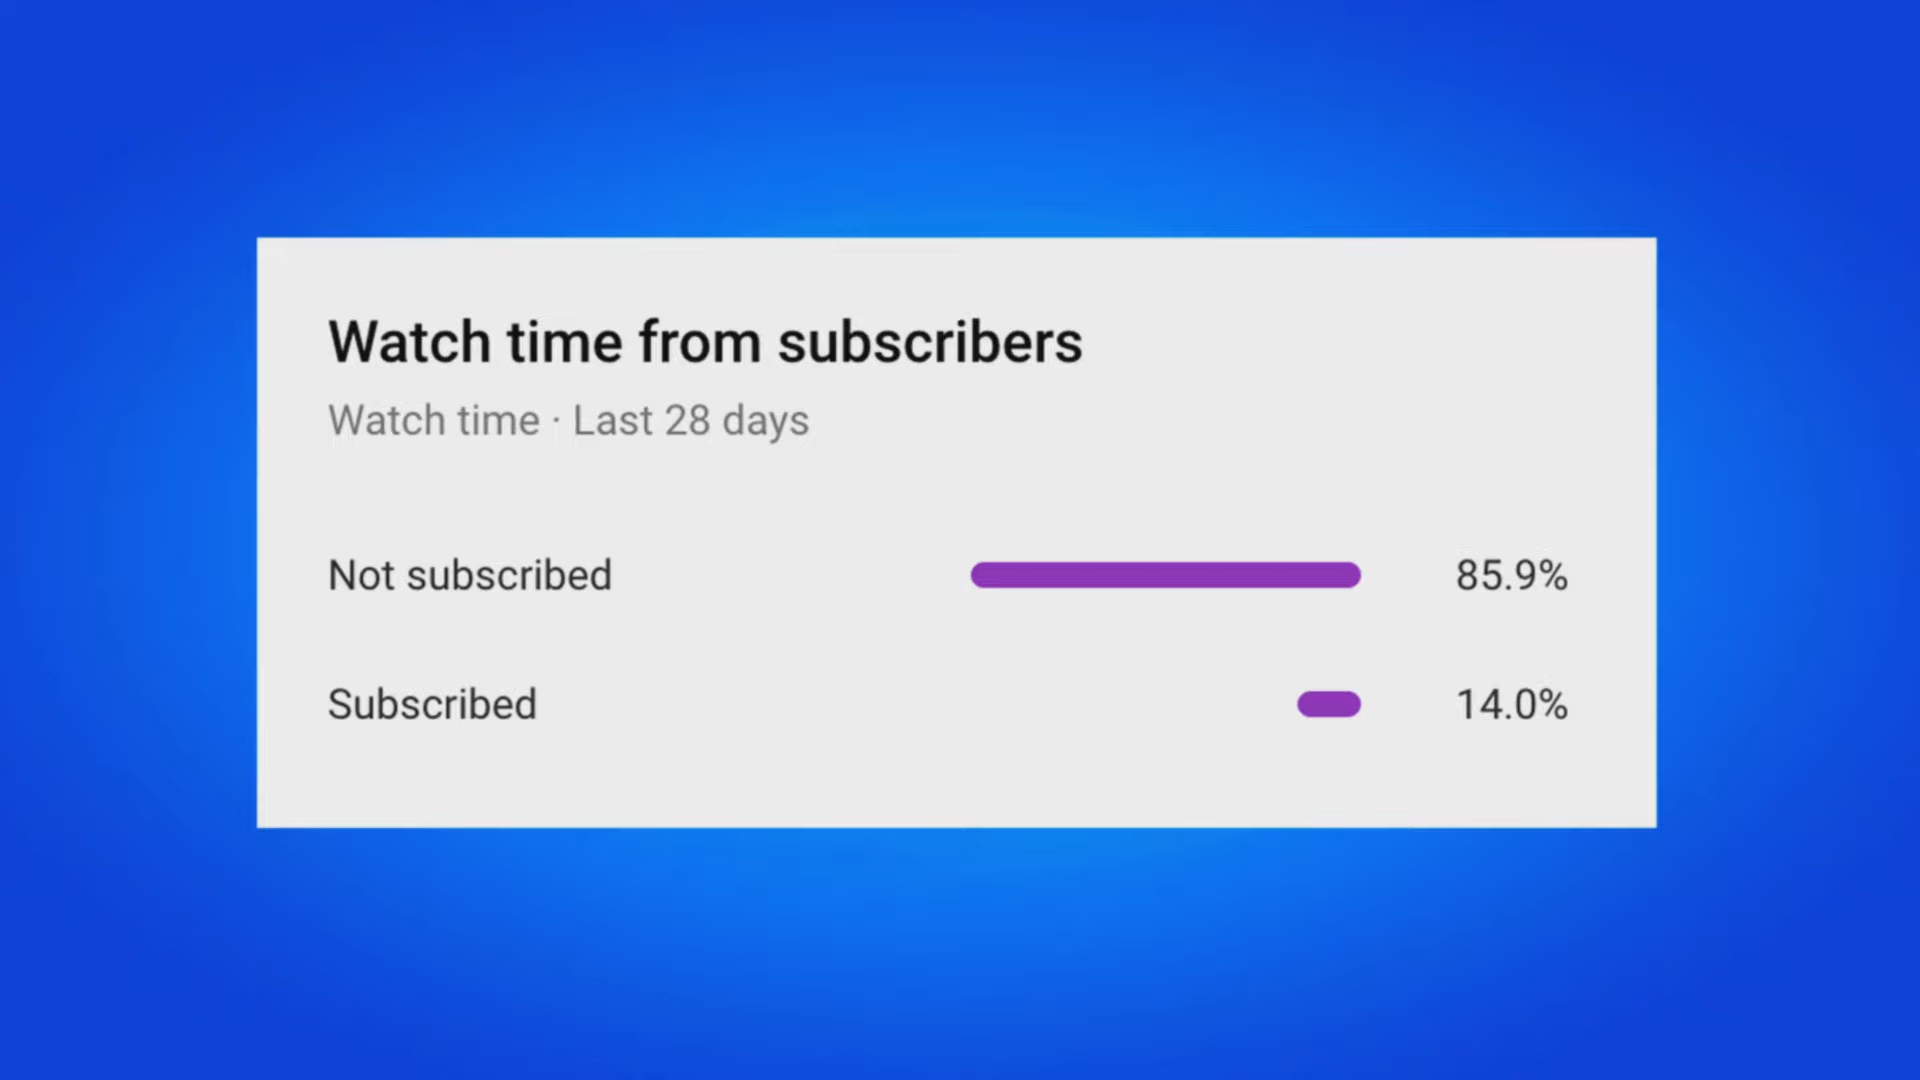 Watch time from subscribers
Watch time · Last 28 days
Not subscribed 85.9%
Subscribed 14.0%